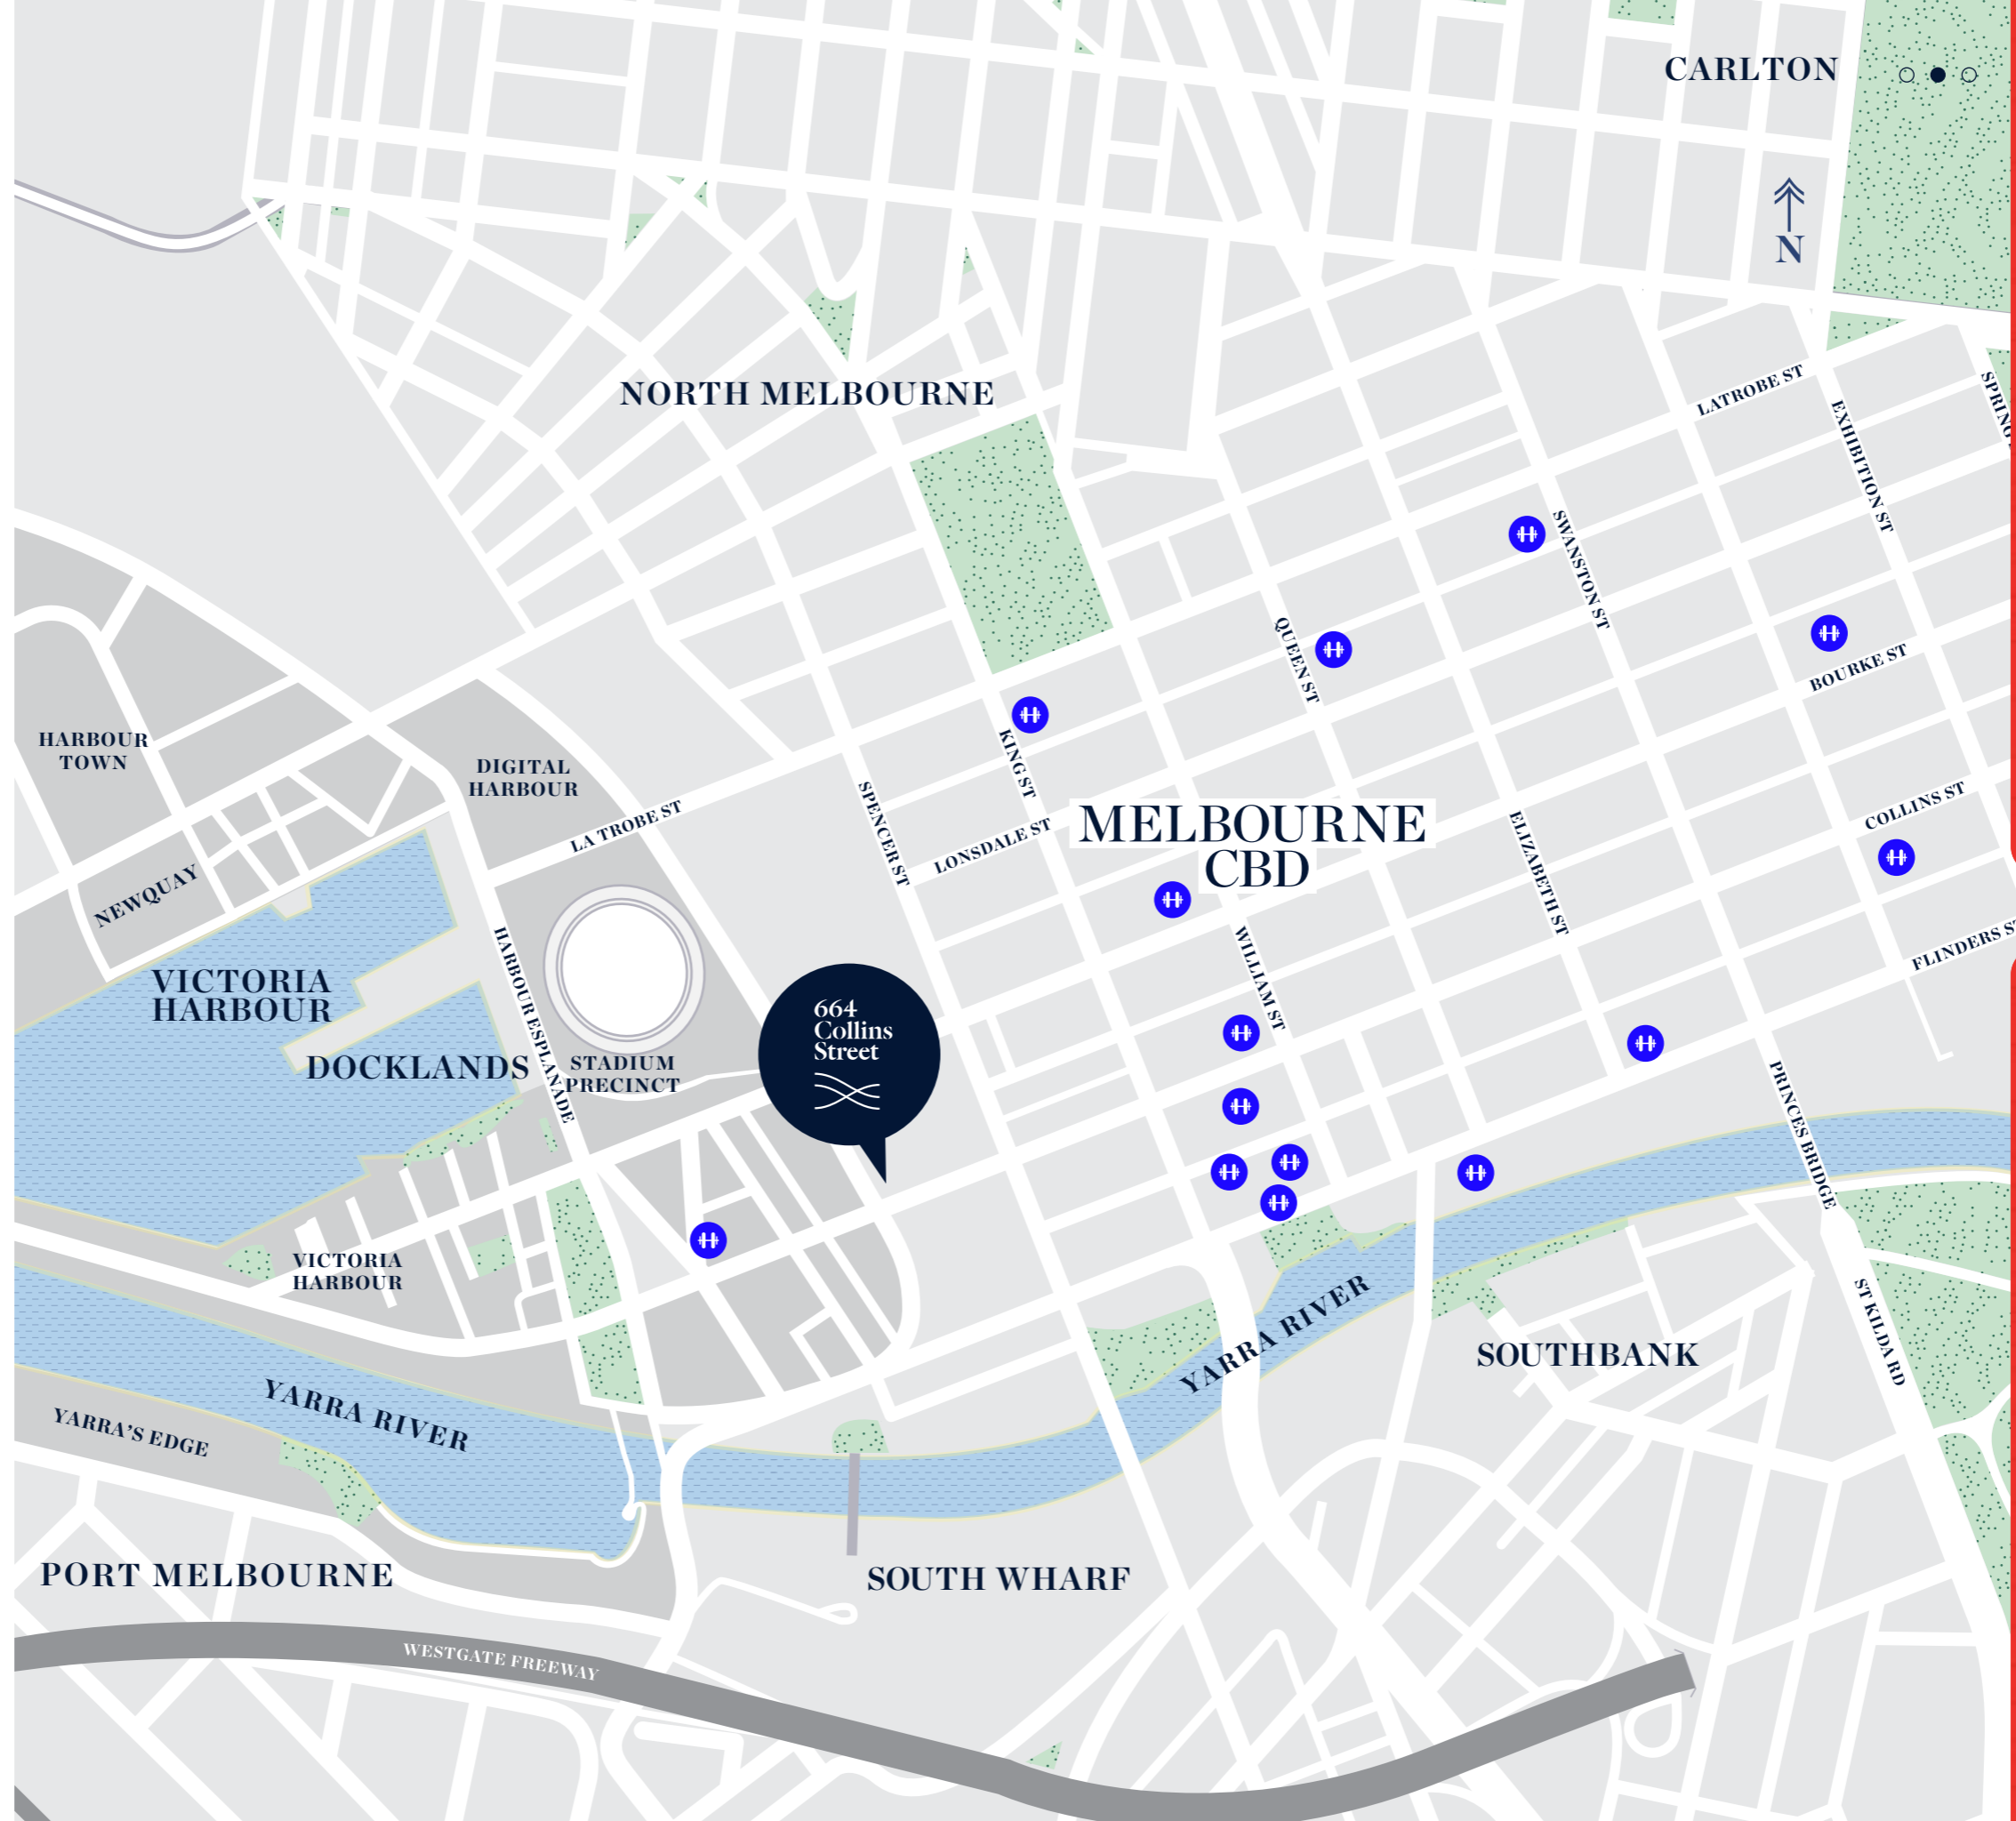 CARLTON
N
NORTH MELBOURNE
LATROBE ST
EXHIBITION ST
SPRING
SWANSTON ST
QUEEN ST
BOURKE ST
HARBOUR
TOWN
DIGITAL
HARBOUR
LA TROBE ST
KING ST
SPENCER ST
LONSDALE ST
MELBOURNE
CBD
ELIZABETH ST
COLLINS ST
NEWQUAY
FLINDERS ST
WILLIAM ST
VICTORIA
HARBOUR
HARBOUR ESPLANADE
DOCKLANDS
STADIUM
PRECINCT
664
Collins
Street
PRINCES BRIDGE
VICTORIA
HARBOUR
YARRA RIVER
SOUTHBANK
ST KILDA RD
YARRA RIVER
YARRA'S EDGE
PORT MELBOURNE
SOUTH WHARF
WESTGATE FREEWAY